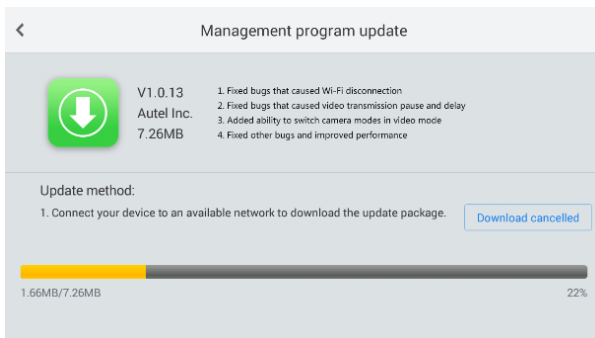 Management program update
V1.0.13
Autel Inc.
7.26MB
1. Fixed bugs that caused Wi-Fi disconnection
2. Fixed bugs that caused video transmission pause and delay
3. Added ability to switch camera modes in video mode
4. Fixed other bugs and improved performance
Update method:
1. Connect your device to an available network to download the update package.
Download cancelled
1.66MB/7.26MB
22%